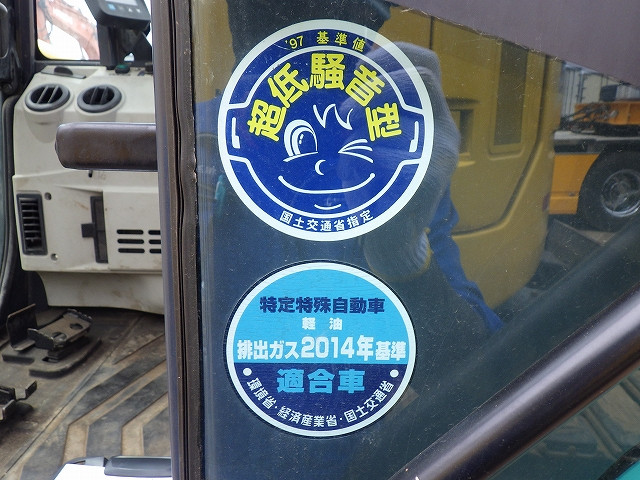 '97 基準値
超低騒音型
国土交通省指定
特定特殊自動車
軽油
排出ガス2014年基準
適合車
・環境省・経済産業省・国土交通省・